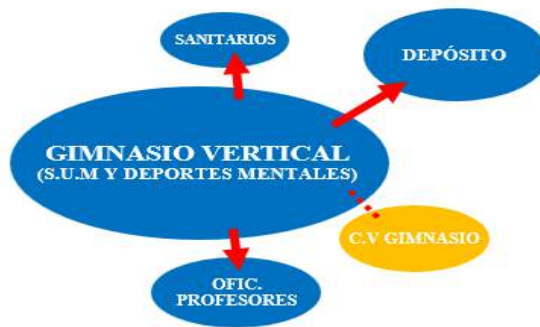 SANITARIOS
DEPÓSITO
GIMNASIO VERTICAL
(S.U.M Y DEPORTES MENTALES)
C.V GIMNASIO
OFIC.
PROFESORES